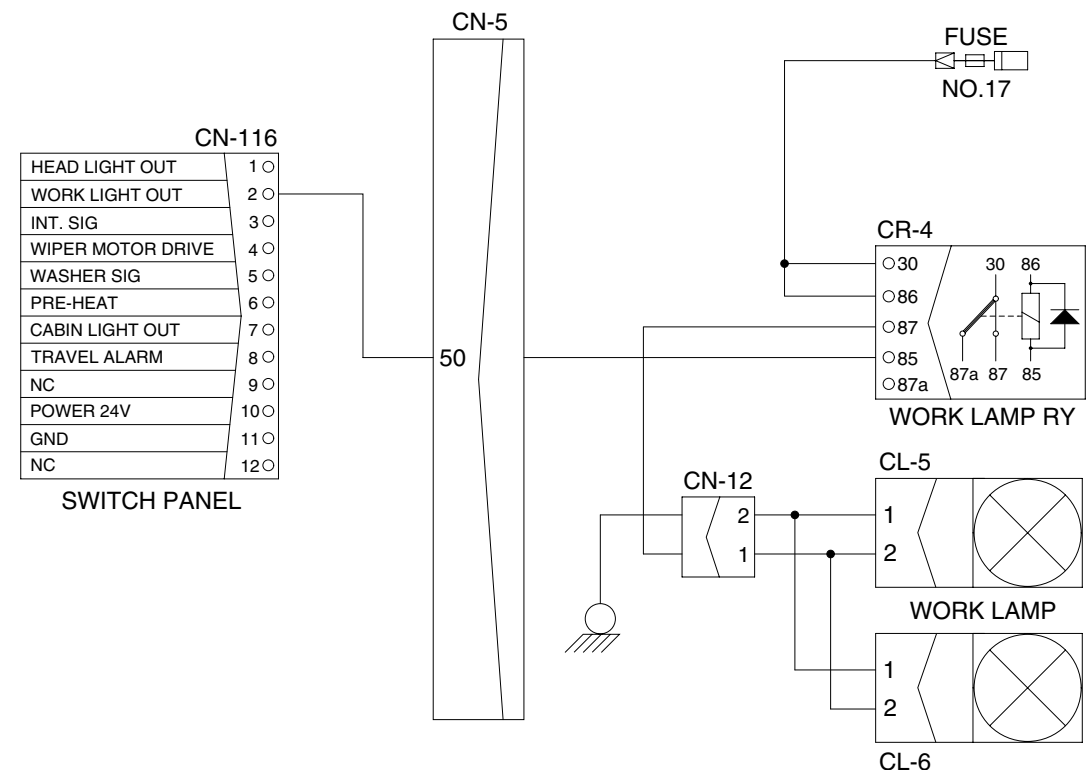 CN-5
FUSE
NO.17
CN-116
HEAD LIGHT OUT 1
WORK LIGHT OUT 2
INT. SIG 3
WIPER MOTOR DRIVE 4
WASHER SIG 5
PRE-HEAT 6
CABIN LIGHT OUT 7
TRAVEL ALARM 8
NC 9
POWER 24V 10
GND 11
NC 12
SWITCH PANEL
50
CR-4
30
86
87
85
87a
30 86
87a 87 85
WORK LAMP RY
CN-12
2
1
CL-5
1
2
WORK LAMP
1
2
CL-6